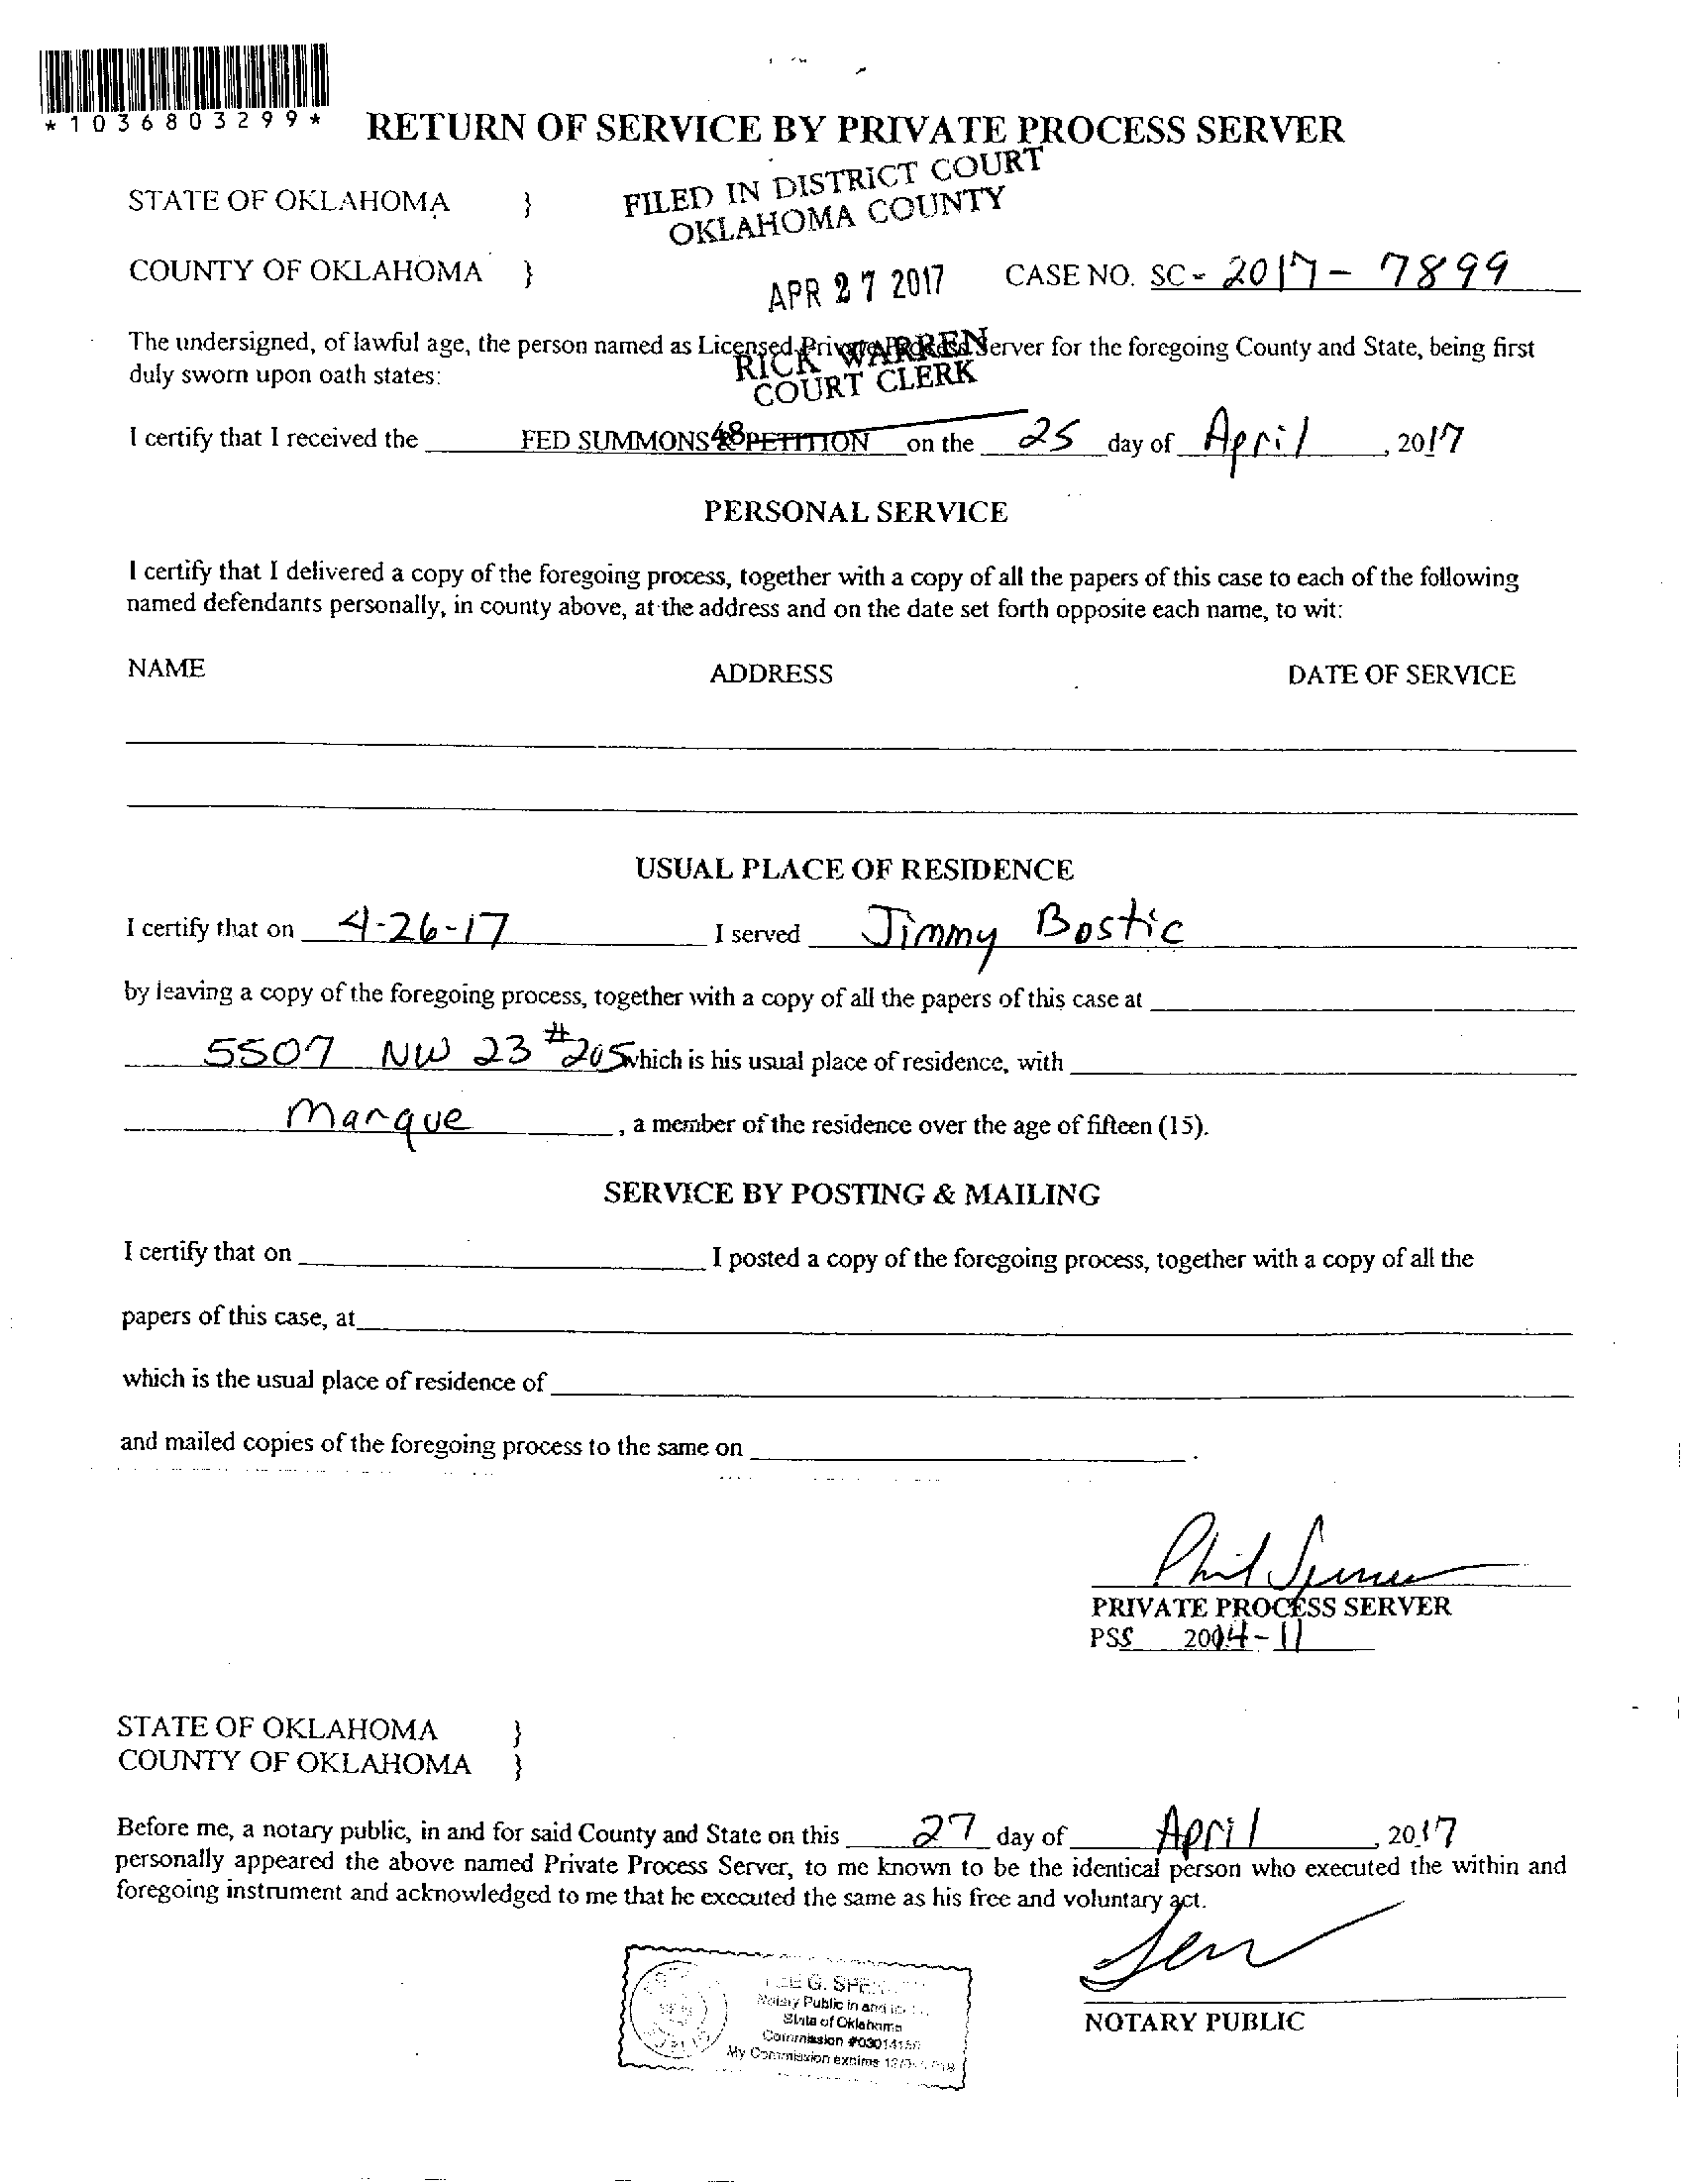 *1036803299*
RETURN OF SERVICE BY PRIVATE PROCESS SERVER
FILED IN DISTRICT COURT
OKLAHOMA COUNTY
STATE OF OKLAHOMA }
COUNTY OF OKLAHOMA }
APR 27 2017
CASE NO. SC - 2017 - 7899
The undersigned, of lawful age, the person named as Licensed Private Process Server for the foregoing County and State, being first
duly sworn upon oath states:
RICK WARREN
COURT CLERK
I certify that I received the FED SUMMONS & PETITION on the 25 day of April, 2017
PERSONAL SERVICE
I certify that I delivered a copy of the foregoing process, together with a copy of all the papers of this case to each of the following
named defendants personally, in county above, at the address and on the date set forth opposite each name, to wit:
NAME ADDRESS DATE OF SERVICE
USUAL PLACE OF RESIDENCE
I certify that on 4-26-17 I served Jimmy Bostic
by leaving a copy of the foregoing process, together with a copy of all the papers of this case at
5507 NW 23 #205 which is his usual place of residence, with
Marque, a member of the residence over the age of fifteen (15).
SERVICE BY POSTING & MAILING
I certify that on I posted a copy of the foregoing process, together with a copy of all the
papers of this case, at
which is the usual place of residence of
and mailed copies of the foregoing process to the same on .
Phil Spencer
PRIVATE PROCESS SERVER
PSS 2004-11
STATE OF OKLAHOMA }
COUNTY OF OKLAHOMA }
Before me, a notary public, in and for said County and State on this 27 day of April, 2017
personally appeared the above named Private Process Server, to me known to be the identical person who executed the within and
foregoing instrument and acknowledged to me that he executed the same as his free and voluntary act.
NOTARY PUBLIC
G.
Notary Public in and
State of Oklahoma
Commission
My Commission expires